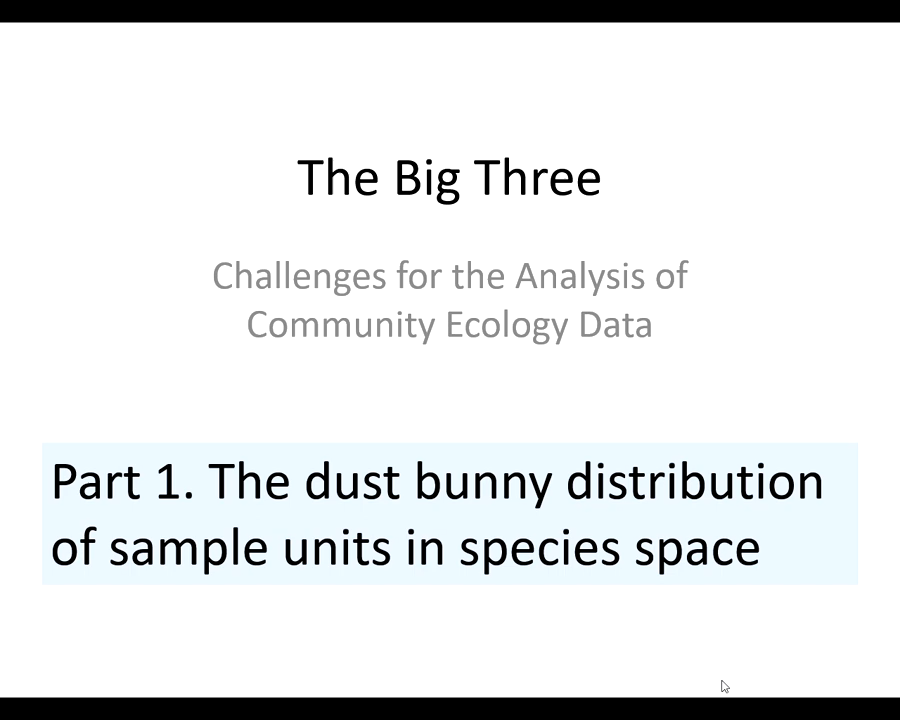 The Big Three
Challenges for the Analysis of
Community Ecology Data
Part 1. The dust bunny distribution
of sample units in species space